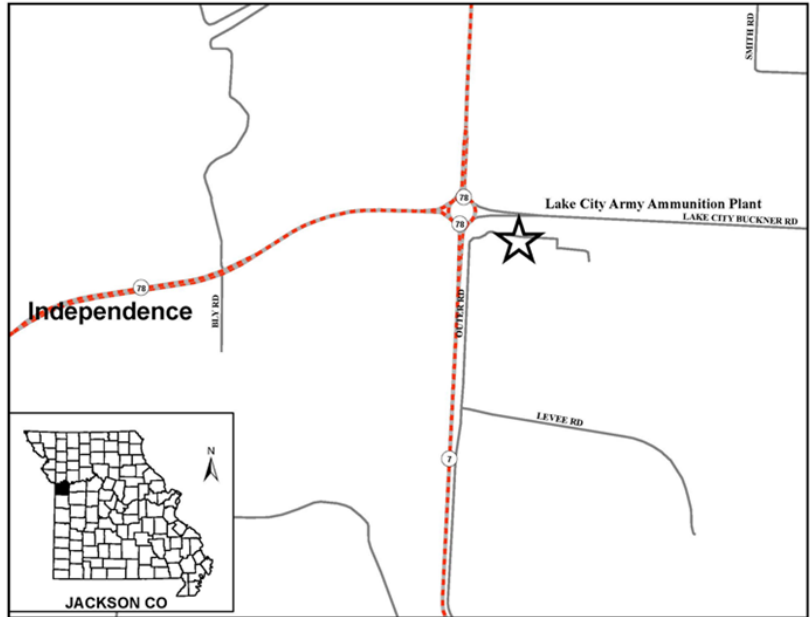 SMITH RD
78
Lake City Army Ammunition Plant
LAKE CITY BUCKNER RD
78
78
Independence
BLY RD
OUTER RD
LEVEE RD
7
N
JACKSON CO